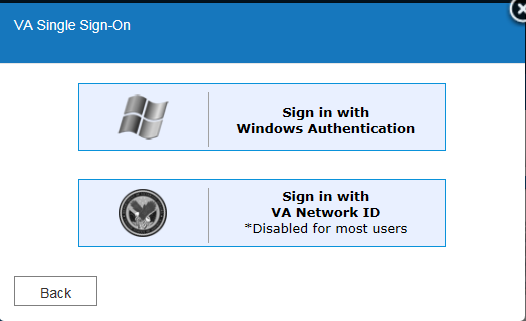 VA Single Sign-On
Sign in with
Windows Authentication
Sign in with
VA Network ID
*Disabled for most users
Back